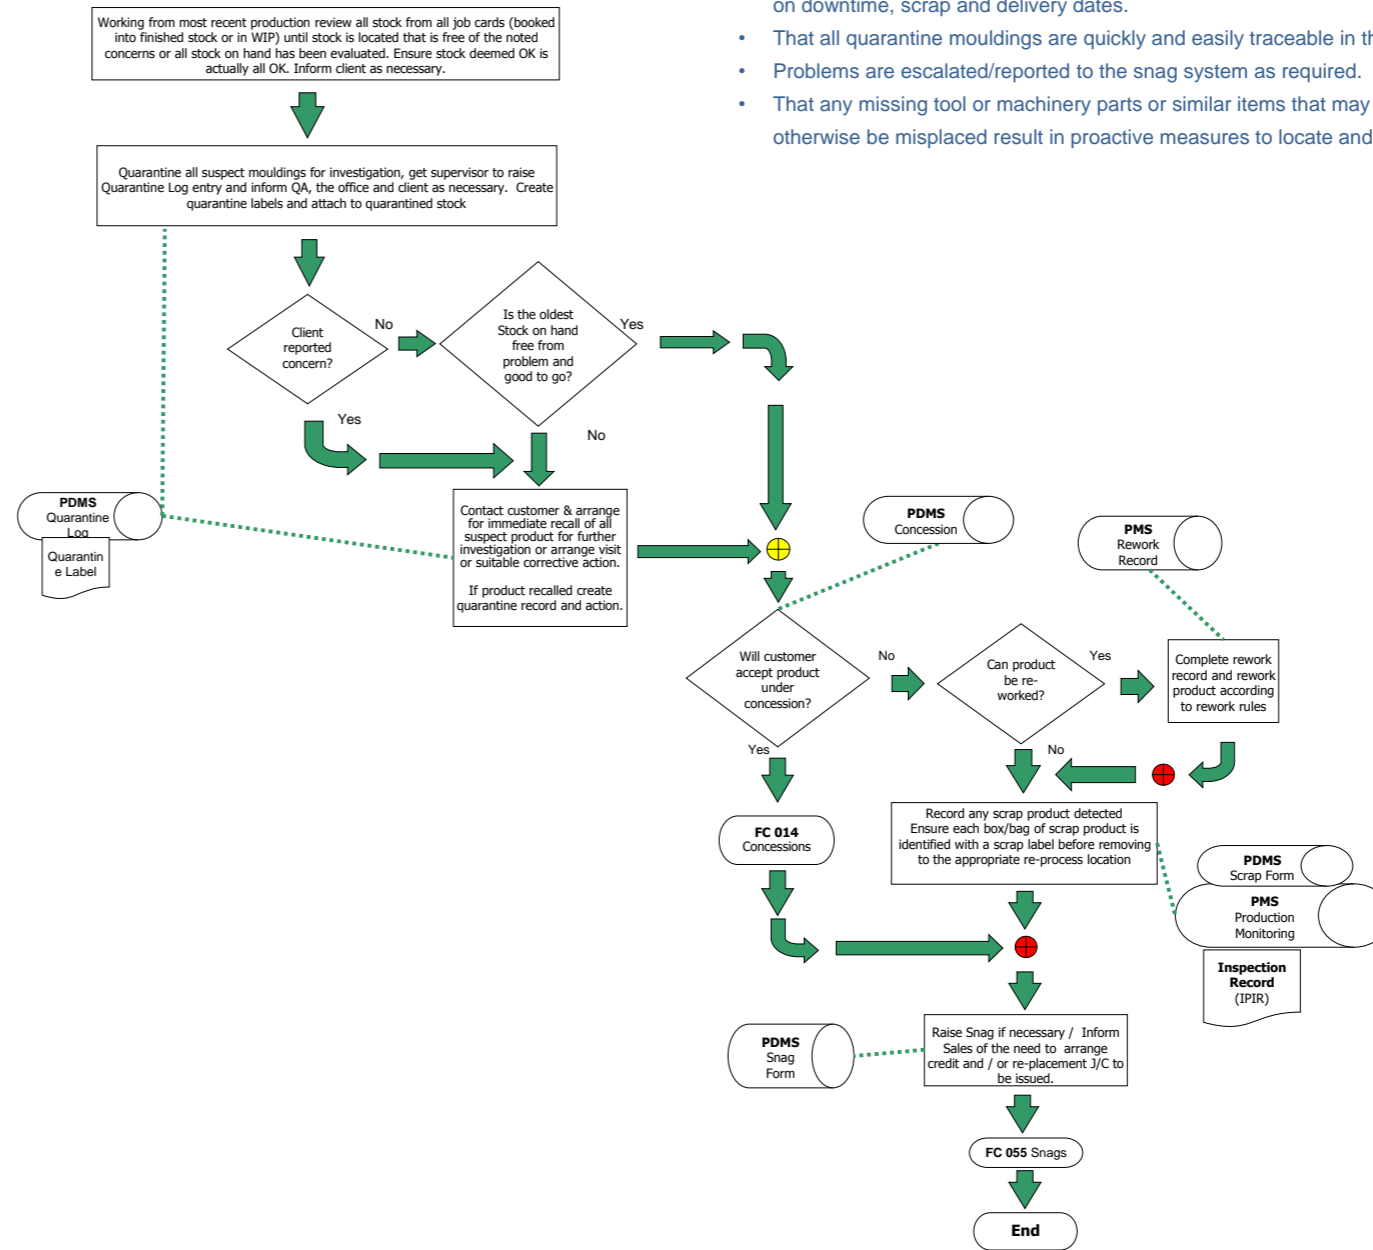 on downtime, scrap and delivery dates.
• That all quarantine mouldings are quickly and easily traceable in th
• Problems are escalated/reported to the snag system as required.
• That any missing tool or machinery parts or similar items that may
otherwise be misplaced result in proactive measures to locate and
Working from most recent production review all stock from all job cards (booked
into finished stock or in WIP) until stock is located that is free of the noted
concerns or all stock on hand has been evaluated. Ensure stock deemed OK is
actually all OK. Inform client as necessary.
Quarantine all suspect mouldings for investigation, get supervisor to raise
Quarantine Log entry and inform QA, the office and client as necessary. Create
quarantine labels and attach to quarantined stock
Client
reported
concern?
No
Is the oldest
Stock on hand
free from
problem and
good to go?
Yes
Yes
No
PDMS
Quarantine
Log
Quarantin
e Label
Contact customer & arrange
for immediate recall of all
suspect product for further
investigation or arrange visit
or suitable corrective action.
If product recalled create
quarantine record and action.
PDMS
Concession
PMS
Rework
Record
Will customer
accept product
under
concession?
No
Can product
be re-
worked?
Yes
Complete rework
record and rework
product according
to rework rules
Yes
No
FC 014
Concessions
Record any scrap product detected
Ensure each box/bag of scrap product is
identified with a scrap label before removing
to the appropriate re-process location
PDMS
Scrap Form
PMS
Production
Monitoring
Inspection
Record
(IPIR)
PDMS
Snag
Form
Raise Snag if necessary / Inform
Sales of the need to arrange
credit and / or re-placement J/C to
be issued.
FC 055 Snags
End